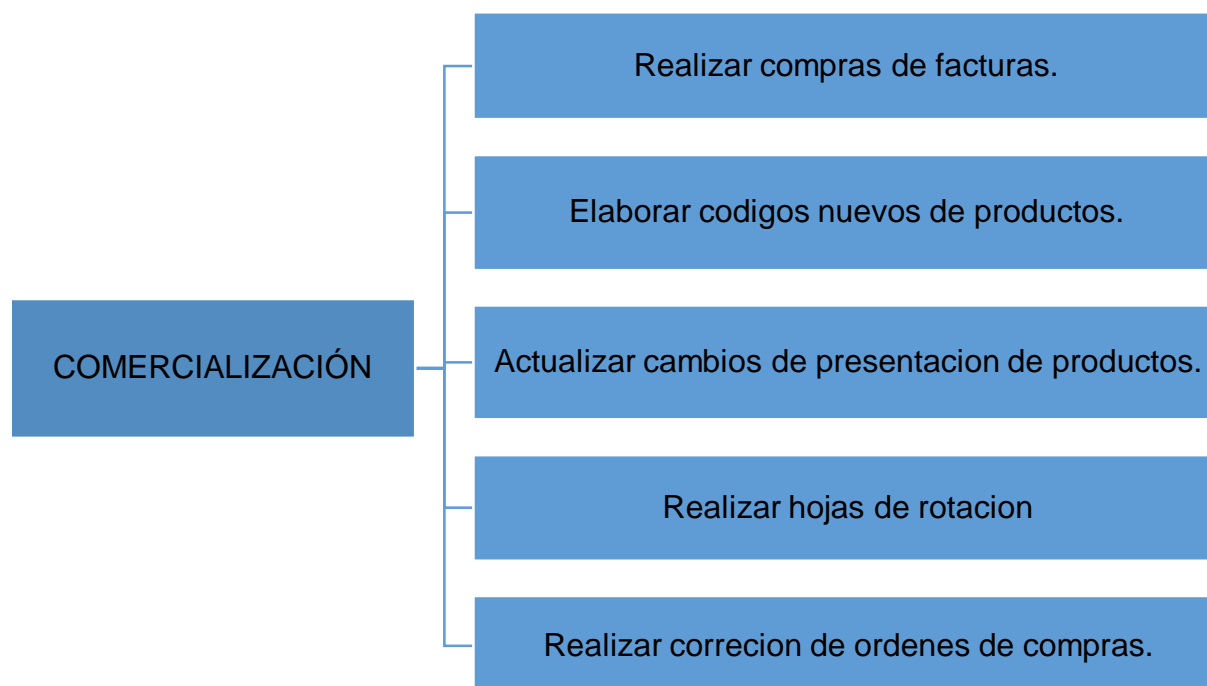 Realizar compras de facturas.
Elaborar codigos nuevos de productos.
COMERCIALIZACIÓN
Actualizar cambios de presentacion de productos.
Realizar hojas de rotacion
Realizar correcion de ordenes de compras.